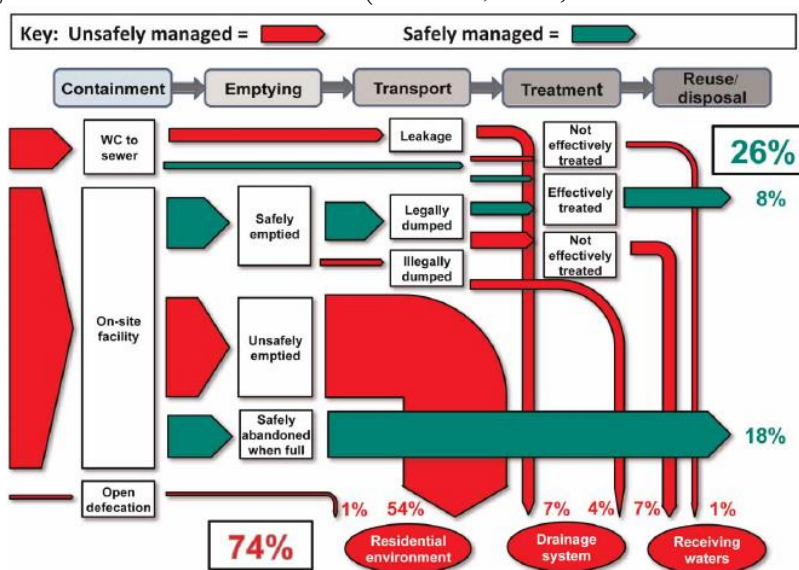 Key: Unsafely managed =
Safely managed =
Containment
Emptying
Transport
Treatment
Reuse/
disposal
WC to
sewer
Leakage
Not
effectively
treated
26%
Safely
emptied
Legally
dumped
Effectively
treated
8%
Illegally
dumped
Not
effectively
treated
On-site
facility
Unsafely
emptied
Safely
abandoned
when full
18%
Open
defecation
1%
54%
7%
4%
7%
1%
74%
Residential
environment
Drainage
system
Receiving
waters